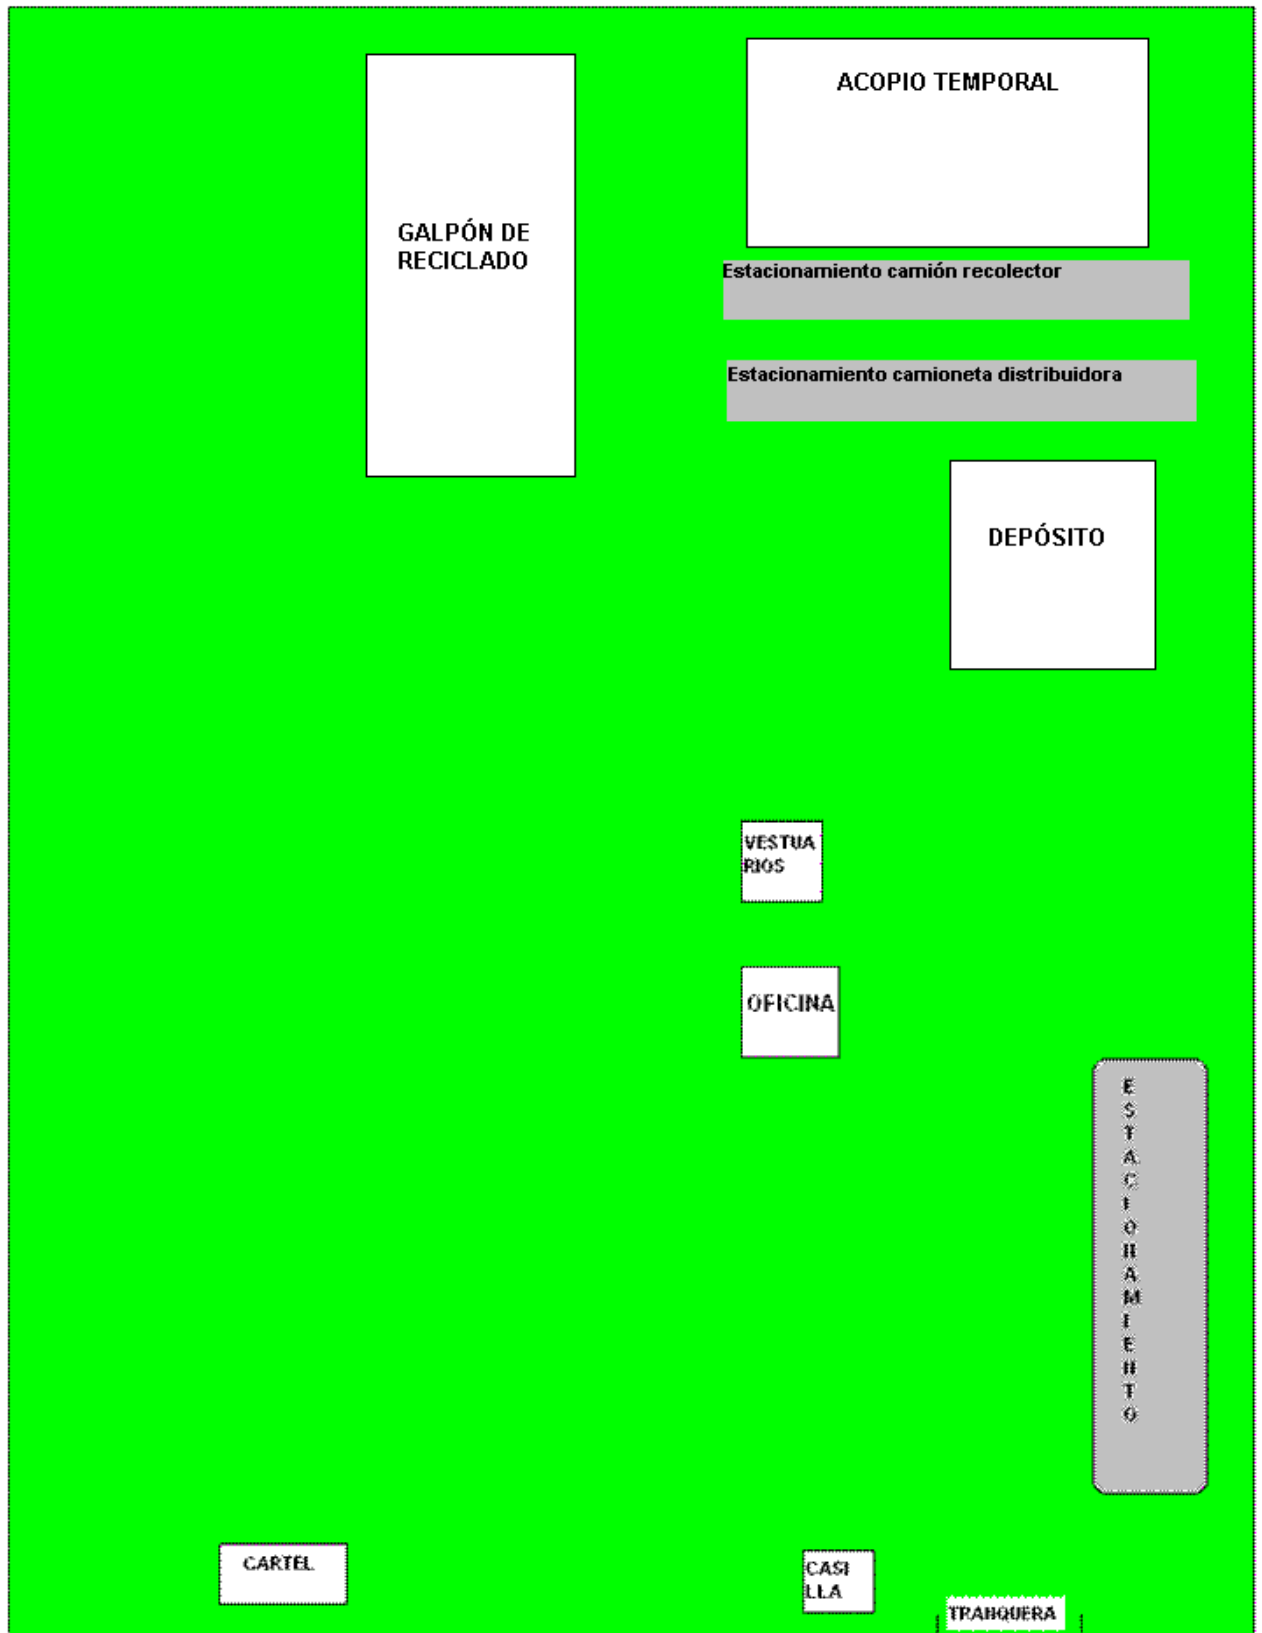 ACOPIO TEMPORAL
GALPÓN DE
RECICLADO
Estacionamiento camión recolector
Estacionamiento camioneta distribuidora
DEPÓSITO
VESTUA
RIOS
OFICINA
E
S
T
A
C
I
O
N
A
M
I
E
N
T
O
CARTEL
CASI
LLA
TRANQUERA